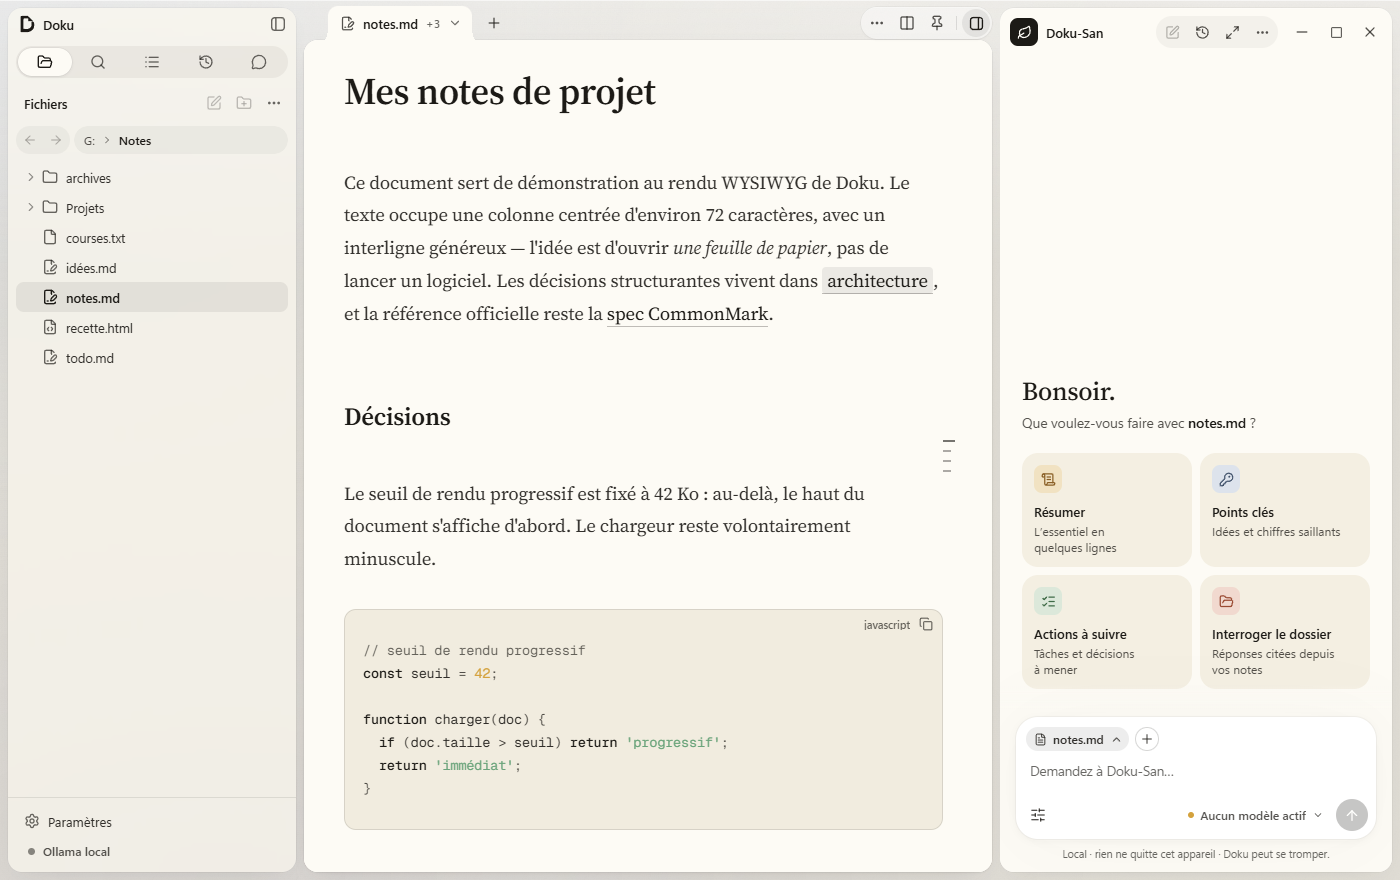 Doku
Fichiers
G: > Notes
archives
Projets
courses.txt
idées.md
notes.md
recette.html
todo.md
Paramètres
Ollama local
notes.md +3
Mes notes de projet
Ce document sert de démonstration au rendu WYSIWYG de Doku. Le
texte occupe une colonne centrée d'environ 72 caractères, avec un
interligne généreux — l'idée est d'ouvrir une feuille de papier, pas de
lancer un logiciel. Les décisions structurantes vivent dans architecture,
et la référence officielle reste la spec CommonMark.
Décisions
Le seuil de rendu progressif est fixé à 42 Ko : au-delà, le haut du
document s'affiche d'abord. Le chargeur reste volontairement
minuscule.
javascript
// seuil de rendu progressif
const seuil = 42;
function charger(doc) {
  if (doc.taille > seuil) return 'progressif';
  return 'immédiat';
}
Doku-San
Bonsoir.
Que voulez-vous faire avec notes.md ?
Résumer
L'essentiel en
quelques lignes
Points clés
Idées et chiffres saillants
Actions à suivre
Tâches et décisions
à mener
Interroger le dossier
Réponses citées depuis
vos notes
notes.md
Demandez à Doku-San...
Aucun modèle actif
Local · rien ne quitte cet appareil · Doku peut se tromper.